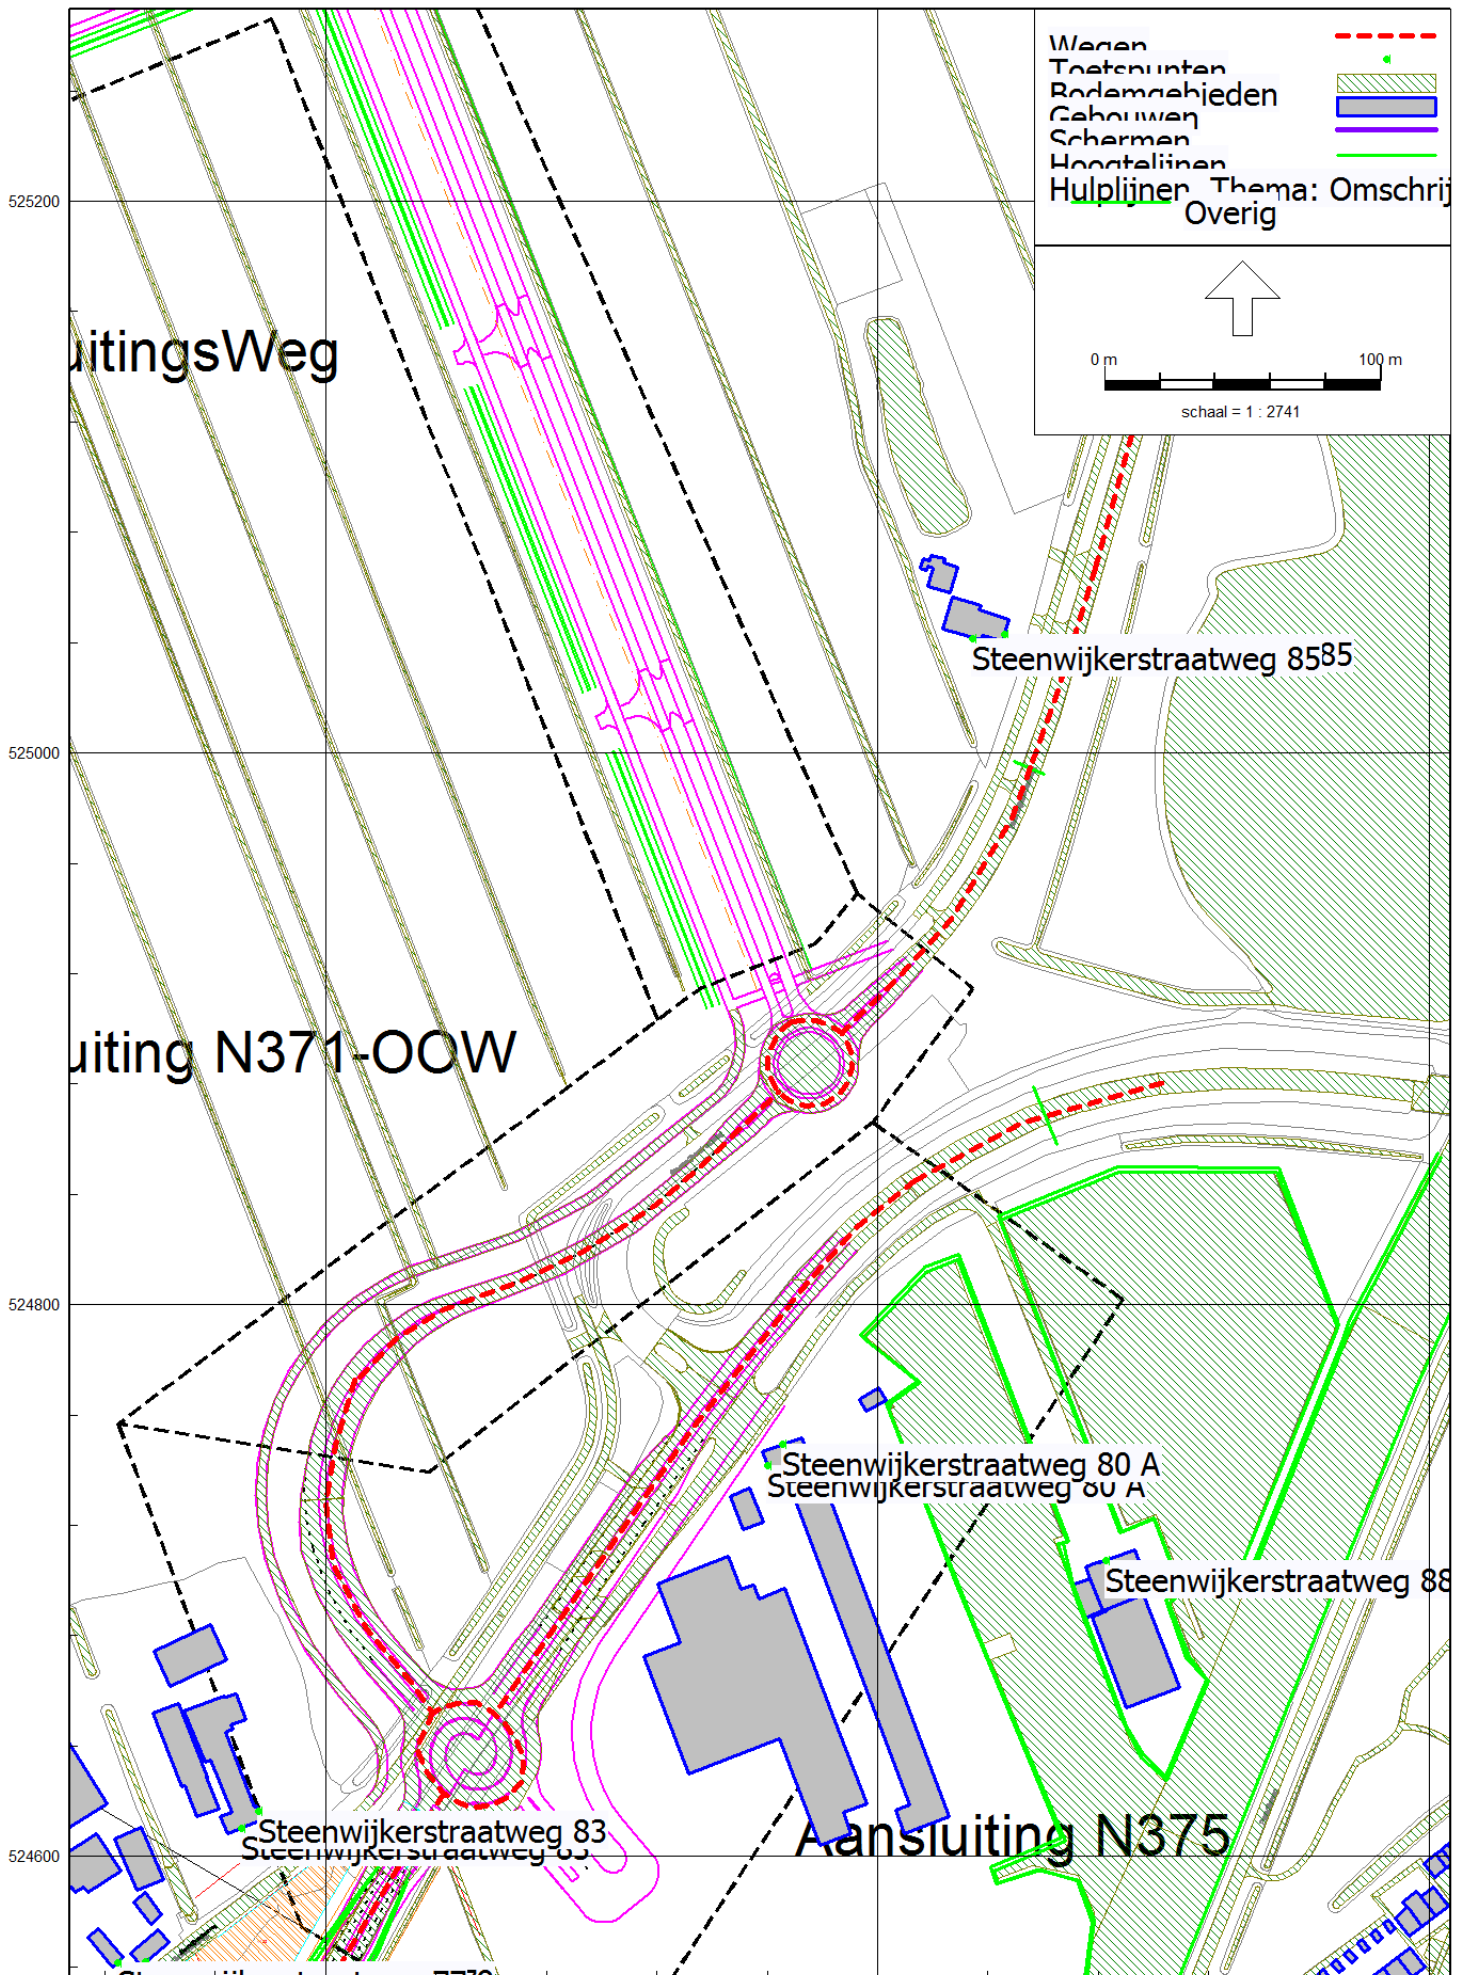 Wegen
Toetspunten
Bodemgebieden
Gebouwen
Schermen
Hoogtelijnen
Hulplijnen Thema: Omschrij
Overig
525200
0 m 100 m
schaal = 1 : 2741
uitingsWeg
Steenwijkerstraatweg 8585
525000
uiting N371-OOW
524800
Steenwijkerstraatweg 80 A
Steenwijkerstraatweg 80 A
Steenwijkerstraatweg 88
Steenwijkerstraatweg 83
Steenwijkerstraatweg 83
Aansluiting N375
524600